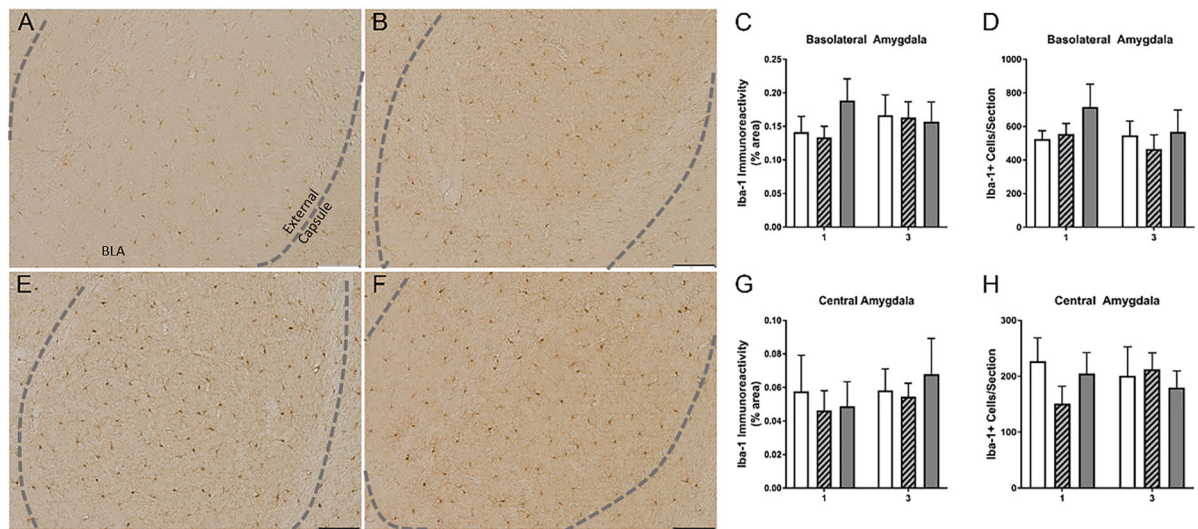 A
B
External
Capsule
BLA
E
F
C
Basolateral Amygdala
Iba-1 Immunoreactivity
(% area)
0.25
0.20
0.15
0.10
0.05
0.00
1
3
D
Basolateral Amygdala
Iba-1+ Cells/Section
1000
800
600
400
200
0
1
3
G
Central Amygdala
Iba-1 Immunoreactivity
(% area)
0.10
0.08
0.06
0.04
0.02
0.00
1
3
H
Central Amygdala
Iba-1+ Cells/Section
300
200
100
0
1
3